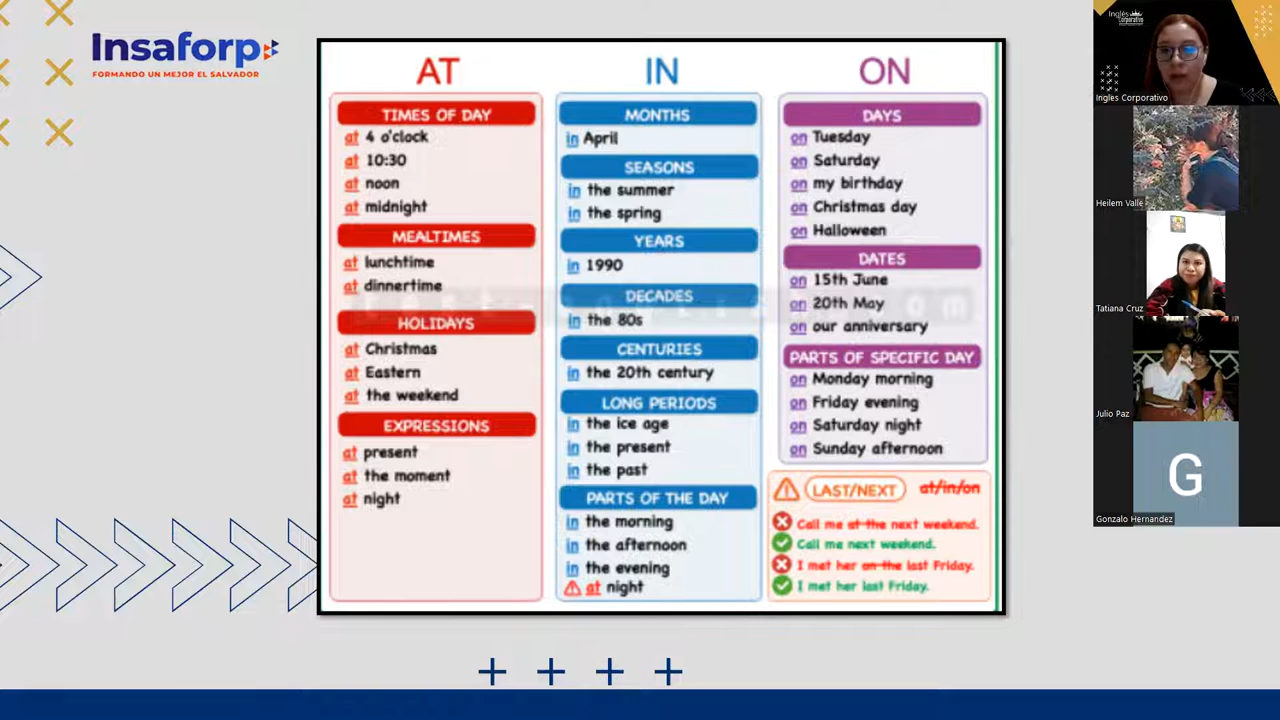 Insaforp
FORMANDO UN MEJOR EL SALVADOR
AT
TIMES OF DAY
at 4 o'clock
at 10:30
at noon
at midnight
MEALTIMES
at lunchtime
at dinnertime
HOLIDAYS
at Christmas
at Eastern
at the weekend
EXPRESSIONS
at present
at the moment
at night
IN
MONTHS
in April
SEASONS
in the summer
in the spring
YEARS
in 1990
DECADES
in the 80s
CENTURIES
in the 20th century
LONG PERIODS
in the ice age
in the present
in the past
PARTS OF THE DAY
in the morning
in the afternoon
in the evening
at night
ON
DAYS
on Tuesday
on Saturday
on my birthday
on Christmas day
on Halloween
DATES
on 15th June
on 20th May
on our anniversary
PARTS OF SPECIFIC DAY
on Monday morning
on Friday evening
on Saturday night
on Sunday afternoon
LAST/NEXT at/in/on
Call me at the next weekend.
Call me next weekend.
I met her on the last Friday.
I met her last Friday.
Inglés
Corporativo
Ingles Corporativo
Heilem Valle
Tatiana Cruz
Julio Paz
G
Gonzalo Hernandez